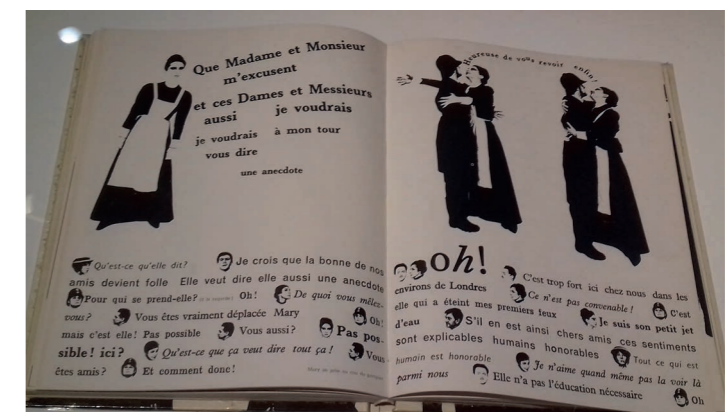 Que Madame et Monsieur
m'excusent
et ces Dames et Messieurs
aussi je voudrais
je voudrais à mon tour
vous dire
une anecdote
Qu'est-ce qu'elle dit? Je crois que la bonne de nos
amis devient folle Elle veut dire elle aussi une anecdote
Pour qui se prend-elle? Oh! De quoi vous mêlez-
vous? Vous êtes vraiment déplacée Mary Oh!
mais c'est elle! Pas possible Vous aussi? Pas pos-
sible! ici? Qu'est-ce que ça veut dire tout ça! Vous
êtes amis? Et comment donc!
Heureuse de vous revoir enfin!
oh! C'est trop fort ici chez nous dans les
environs de Londres Ce n'est pas convenable! C'est
elle qui a éteint mes premiers feux Je suis son petit jet
d'eau S'il en est ainsi chers amis ces sentiments
sont explicables humains honorables Tout ce qui est
humain est honorable Je n'aime quand même pas la voir là
parmi nous Elle n'a pas l'éducation nécessaire Oh